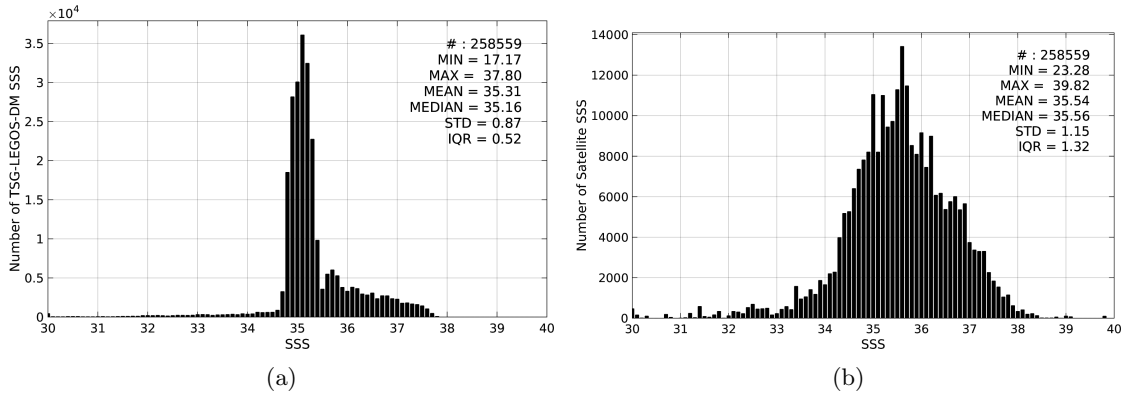 ×10⁴
Number of TSG-LEGOS-DM SSS
3.5
3
2.5
2
1.5
1
0.5
0
# : 258559
MIN = 17.17
MAX = 37.80
MEAN = 35.31
MEDIAN = 35.16
STD = 0.87
IQR = 0.52
30 31 32 33 34 35 36 37 38 39 40
SSS
(a)
Number of Satellite SSS
14000
12000
10000
8000
6000
4000
2000
0
# : 258559
MIN = 23.28
MAX = 39.82
MEAN = 35.54
MEDIAN = 35.56
STD = 1.15
IQR = 1.32
30 31 32 33 34 35 36 37 38 39 40
SSS
(b)